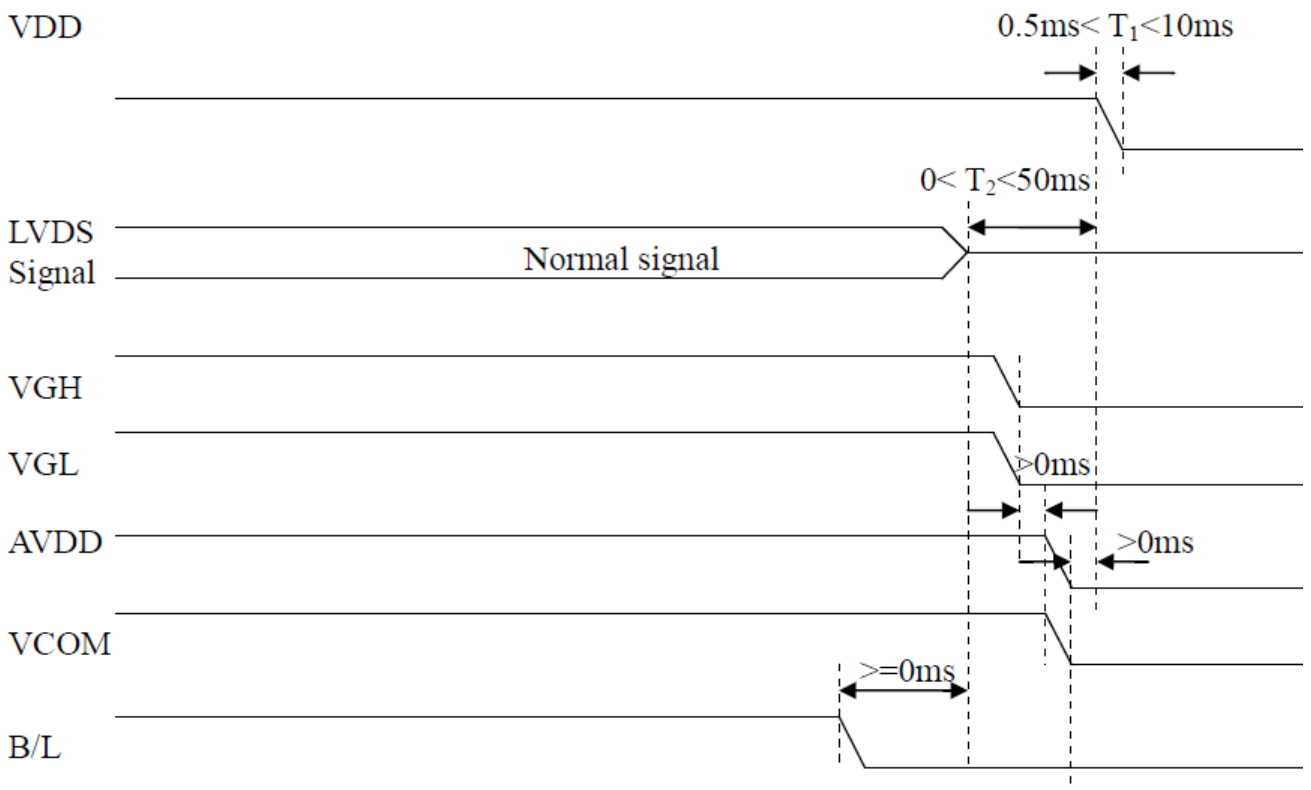 VDD
0.5ms< T₁<10ms
0< T₂<50ms
LVDS
Signal
Normal signal
VGH
VGL
>0ms
AVDD
>0ms
VCOM
>=0ms
B/L